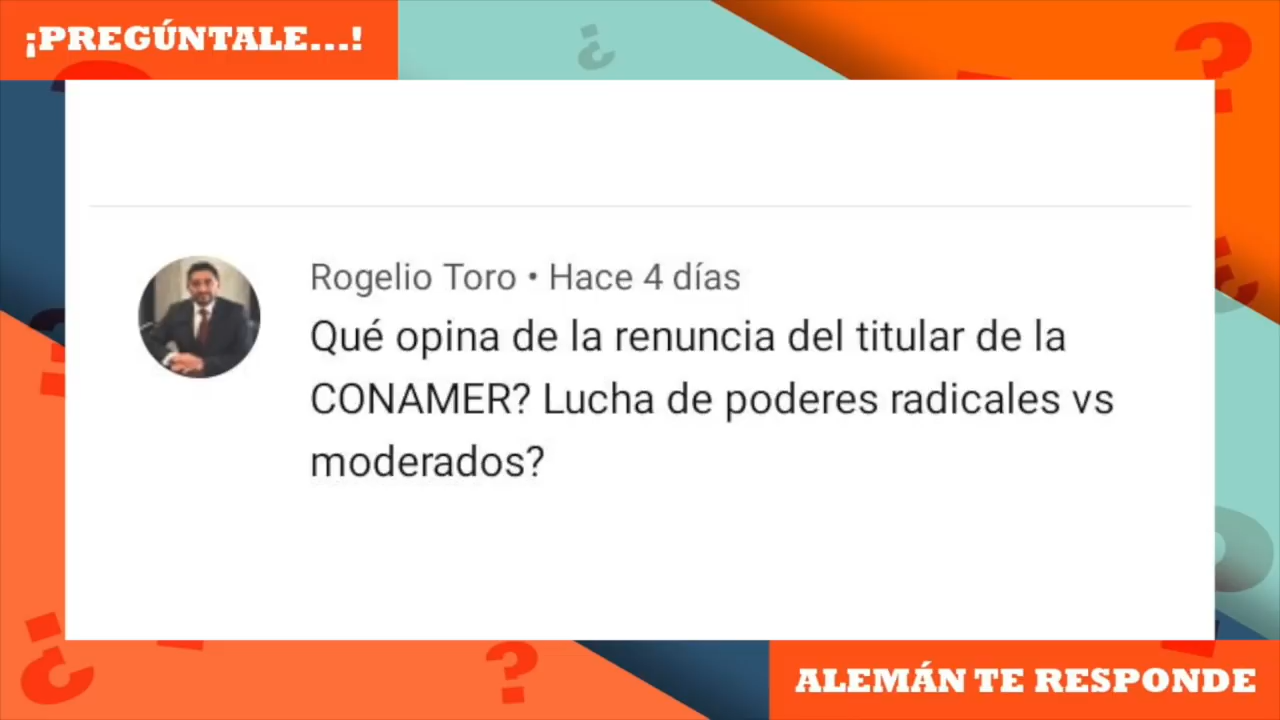 ¡PREGÚNTALE...!
Rogelio Toro • Hace 4 días
Qué opina de la renuncia del titular de la
CONAMER? Lucha de poderes radicales vs
moderados?
ALEMÁN TE RESPONDE